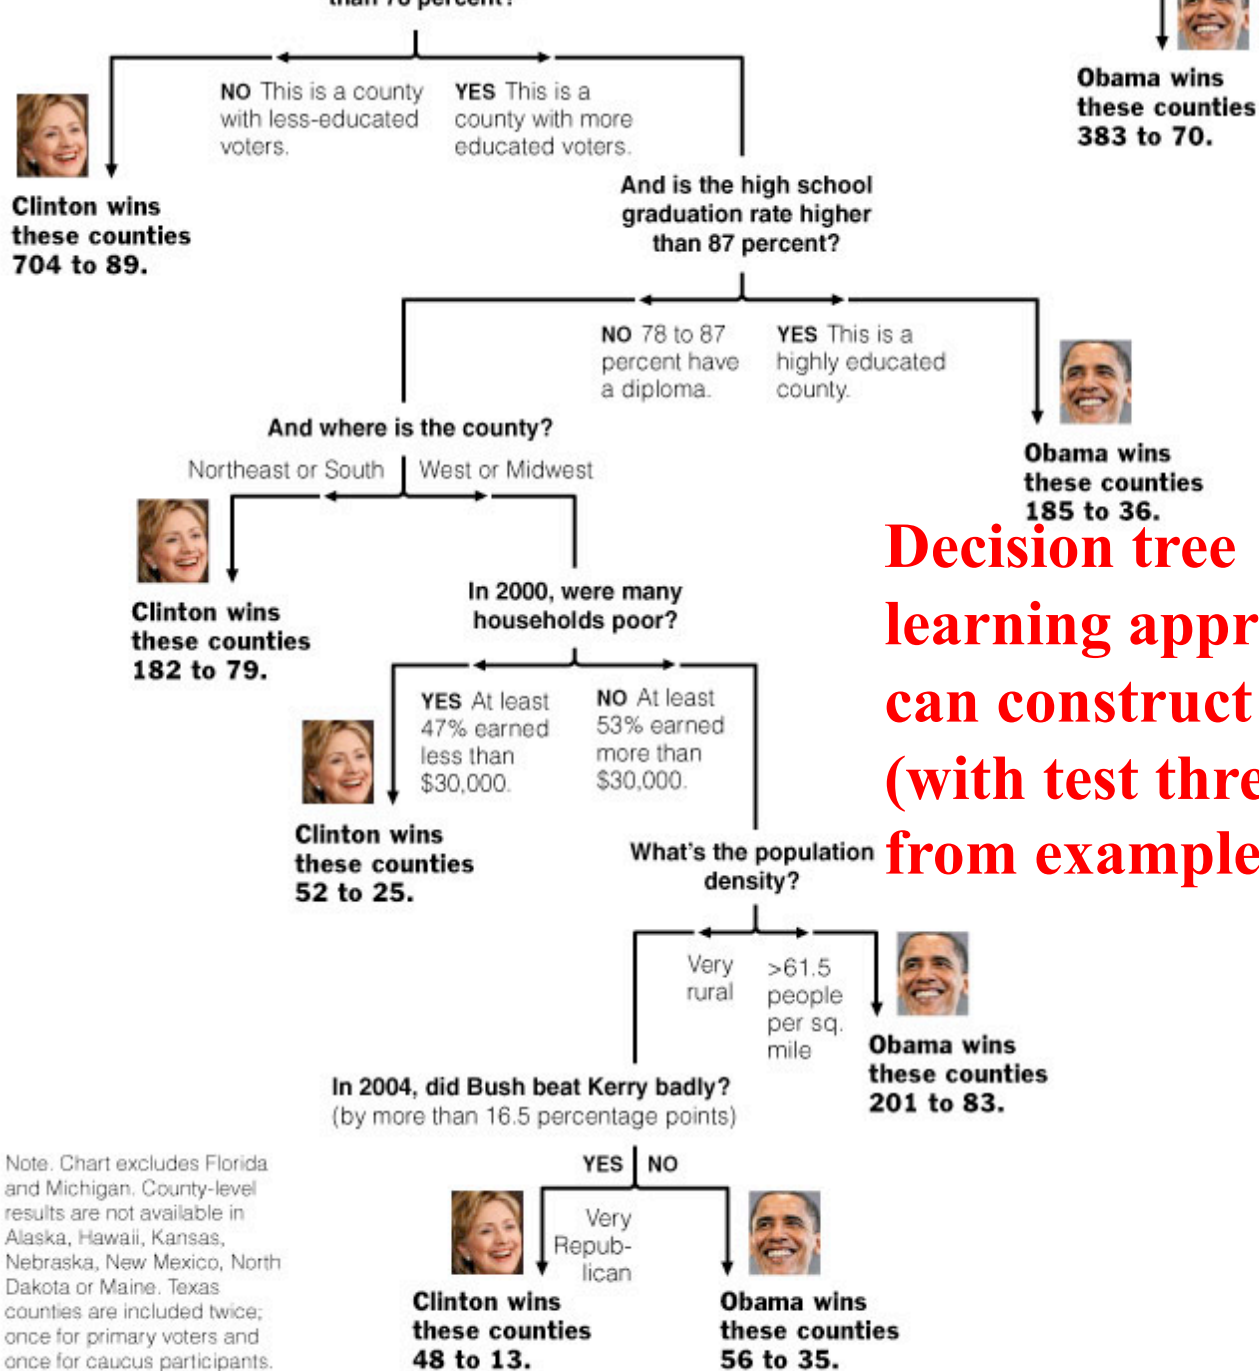 than 78 percent?
Obama wins
these counties
383 to 70.
NO This is a county
with less-educated
voters.
YES This is a
county with more
educated voters.
Clinton wins
these counties
704 to 89.
And is the high school
graduation rate higher
than 87 percent?
NO 78 to 87
percent have
a diploma.
YES This is a
highly educated
county.
Obama wins
these counties
185 to 36.
And where is the county?
Northeast or South
West or Midwest
Clinton wins
these counties
182 to 79.
Decision tree
learning appr
can construct
(with test thre
from example
In 2000, were many
households poor?
YES At least
47% earned
less than
$30,000.
NO At least
53% earned
more than
$30,000.
Clinton wins
these counties
52 to 25.
What's the population
density?
Very
rural
>61.5
people
per sq.
mile
Obama wins
these counties
201 to 83.
In 2004, did Bush beat Kerry badly?
(by more than 16.5 percentage points)
YES
NO
Very
Repub-
lican
Clinton wins
these counties
48 to 13.
Obama wins
these counties
56 to 35.
Note. Chart excludes Florida
and Michigan. County-level
results are not available in
Alaska, Hawaii, Kansas,
Nebraska, New Mexico, North
Dakota or Maine. Texas
counties are included twice;
once for primary voters and
once for caucus participants.